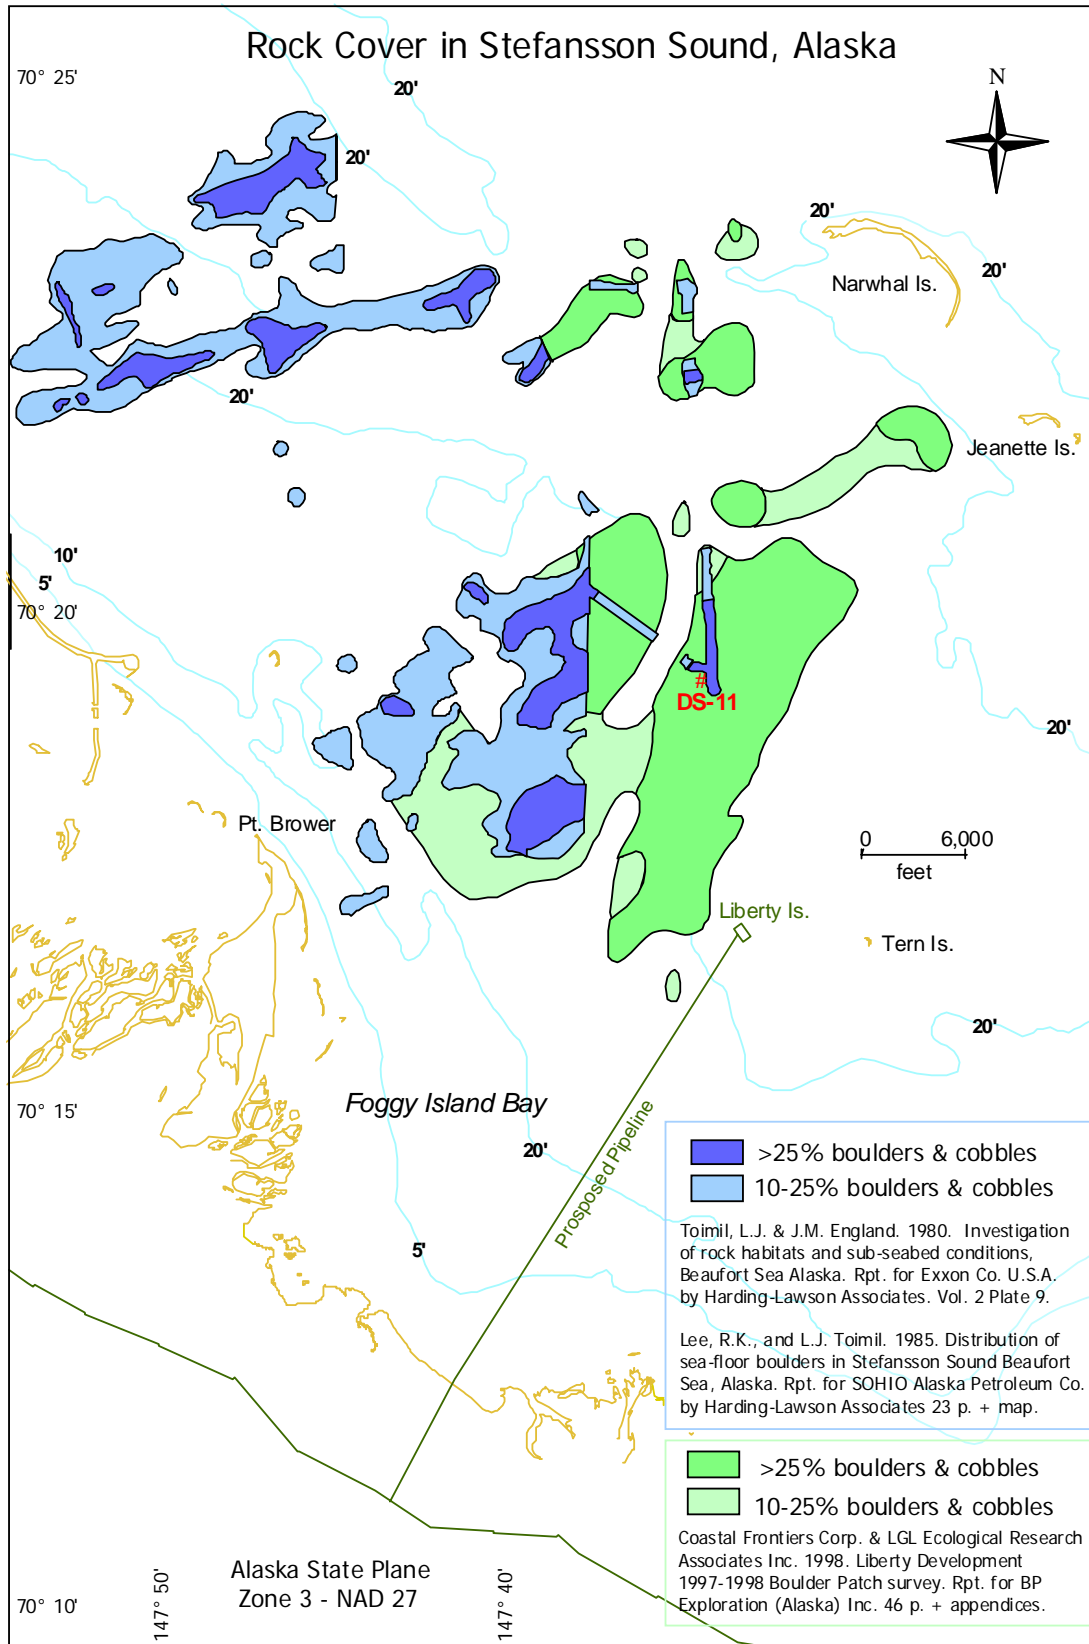 Rock Cover in Stefansson Sound, Alaska
70° 25'
20'
N
20'
20'
20'
Narwhal Is.
20'
Jeanette Is.
10'
5'
70° 20'
#
DS-11
20'
Pt. Brower
0 6,000
feet
Liberty Is.
Tern Is.
20'
Foggy Island Bay
70° 15'
20'
Prosposed Pipeline
5'
>25% boulders & cobbles
10-25% boulders & cobbles
Toimil, L.J. & J.M. England. 1980. Investigation
of rock habitats and sub-seabed conditions,
Beaufort Sea Alaska. Rpt. for Exxon Co. U.S.A.
by Harding-Lawson Associates. Vol. 2 Plate 9.
Lee, R.K., and L.J. Toimil. 1985. Distribution of
sea-floor boulders in Stefansson Sound Beaufort
Sea, Alaska. Rpt. for SOHIO Alaska Petroleum Co.
by Harding-Lawson Associates 23 p. + map.
>25% boulders & cobbles
10-25% boulders & cobbles
Coastal Frontiers Corp. & LGL Ecological Research
Associates Inc. 1998. Liberty Development
1997-1998 Boulder Patch survey. Rpt. for BP
Exploration (Alaska) Inc. 46 p. + appendices.
Alaska State Plane
Zone 3 - NAD 27
70° 10'
147° 50'
147° 40'